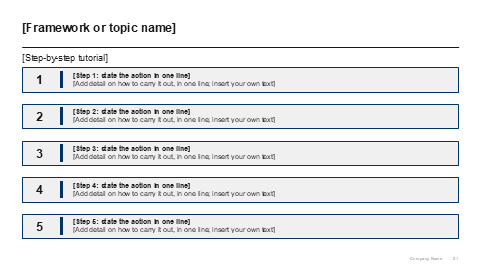 [Framework or topic name]
[Step-by-step tutorial]
1
[Step 1: state the action in one line]
[Add detail on how to carry it out, in one line; insert your own text]
2
[Step 2: state the action in one line]
[Add detail on how to carry it out, in one line; insert your own text]
3
[Step 3: state the action in one line]
[Add detail on how to carry it out, in one line; insert your own text]
4
[Step 4: state the action in one line]
[Add detail on how to carry it out, in one line; insert your own text]
5
[Step 5: state the action in one line]
[Add detail on how to carry it out, in one line; insert your own text]
Company Name